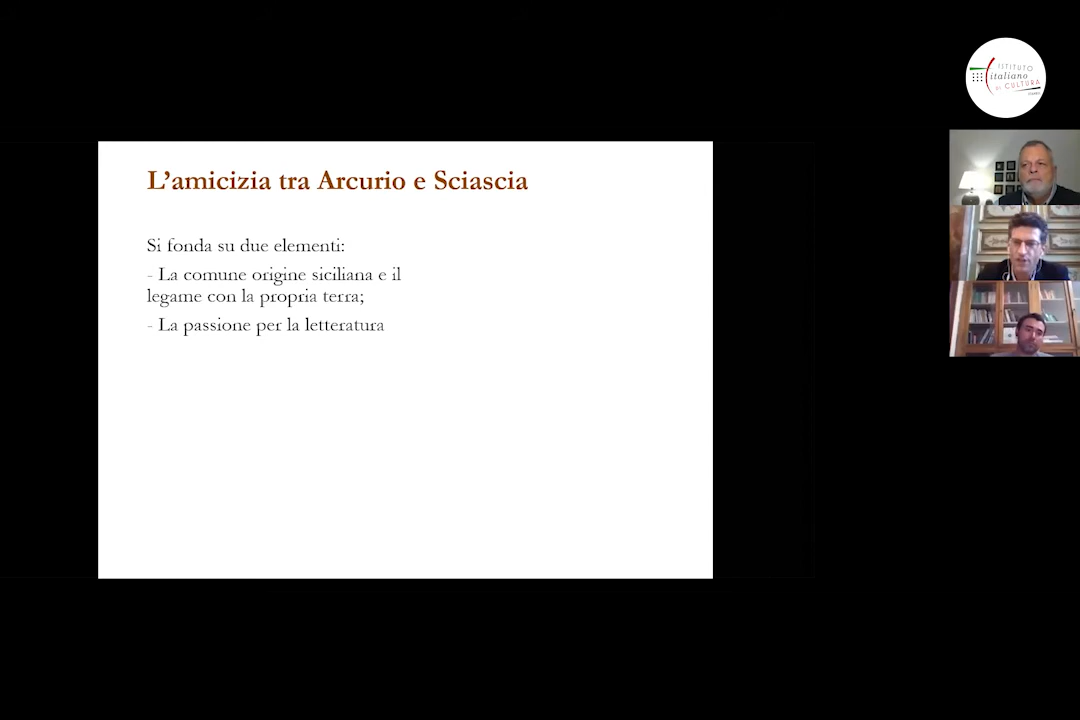 L’amicizia tra Arcurio e Sciascia
Si fonda su due elementi:
- La comune origine siciliana e il
legame con la propria terra;
- La passione per la letteratura
ISTITUTO
italiano
DI CULTURA